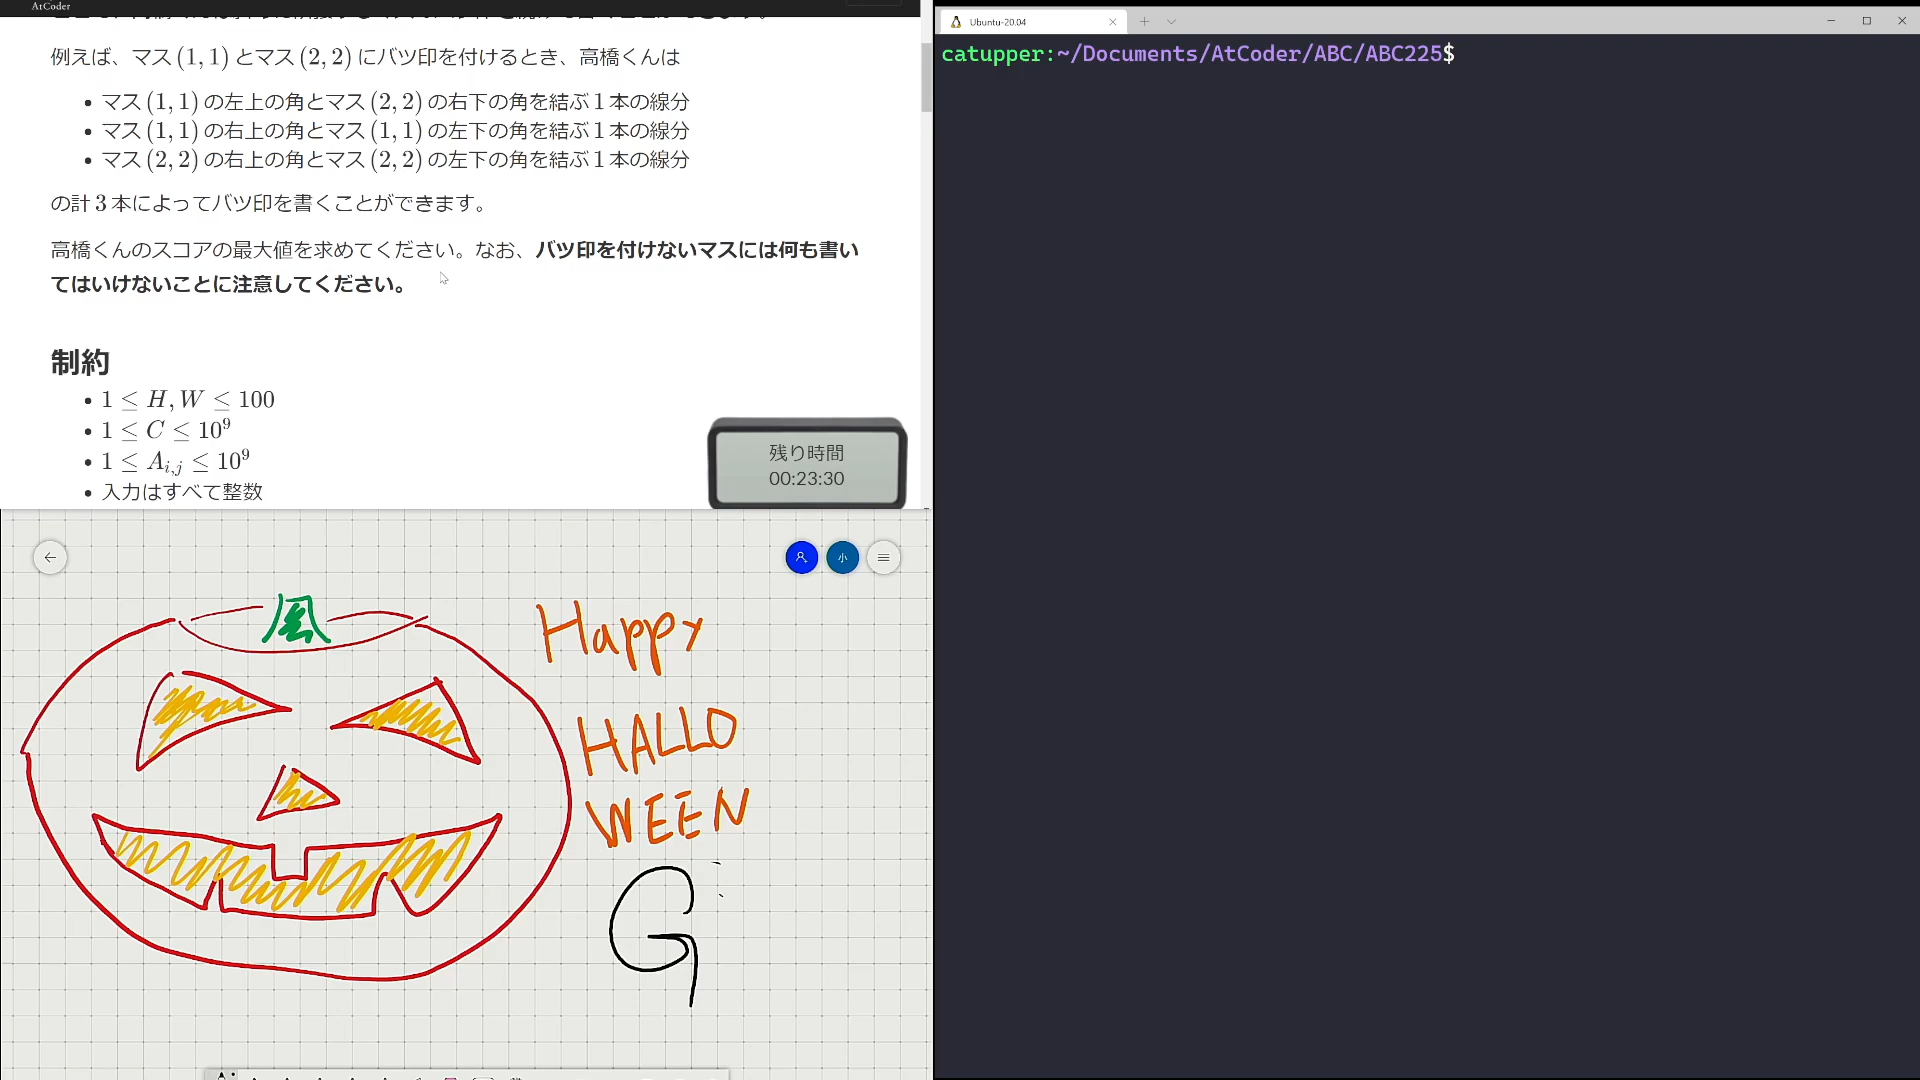 AtCoder
例えば、マス (1, 1) とマス (2, 2) にバツ印を付けるとき、高橋くんは
• マス (1, 1) の左上の角とマス (2, 2) の右下の角を結ぶ 1 本の線分
• マス (1, 1) の右上の角とマス (1, 1) の左下の角を結ぶ 1 本の線分
• マス (2, 2) の右上の角とマス (2, 2) の左下の角を結ぶ 1 本の線分
の計 3 本によってバツ印を書くことができます。
高橋くんのスコアの最大値を求めてください。なお、バツ印を付けないマスには何も書い
てはいけないことに注意してください。
制約
• 1 ≤ H, W ≤ 100
• 1 ≤ C ≤ 10^9
• 1 ≤ A_{i,j} ≤ 10^9
• 入力はすべて整数
残り時間
00:23:30
小
Happy
HALLO
WEEN
G
Ubuntu-20.04
catupper:~/Documents/AtCoder/ABC/ABC225$